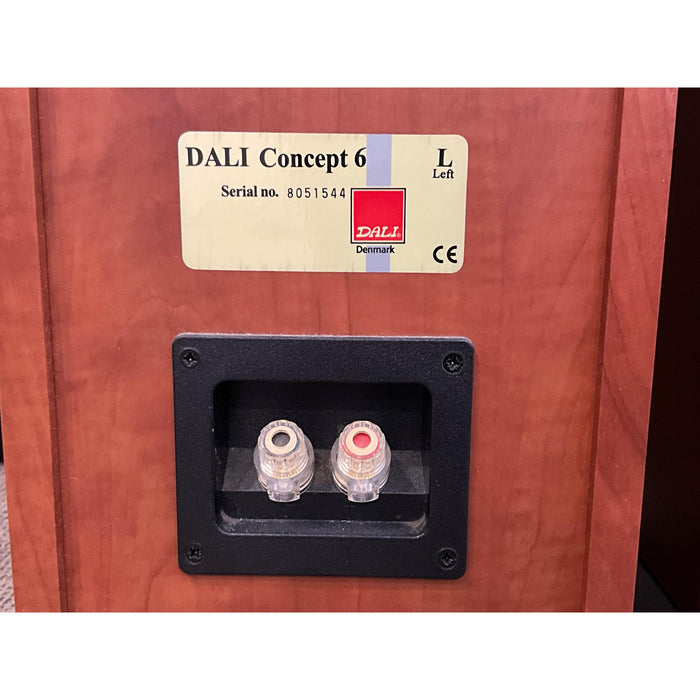 DALI Concept 6 L
Left
Serial no. 8051544
DALI
Denmark
CE